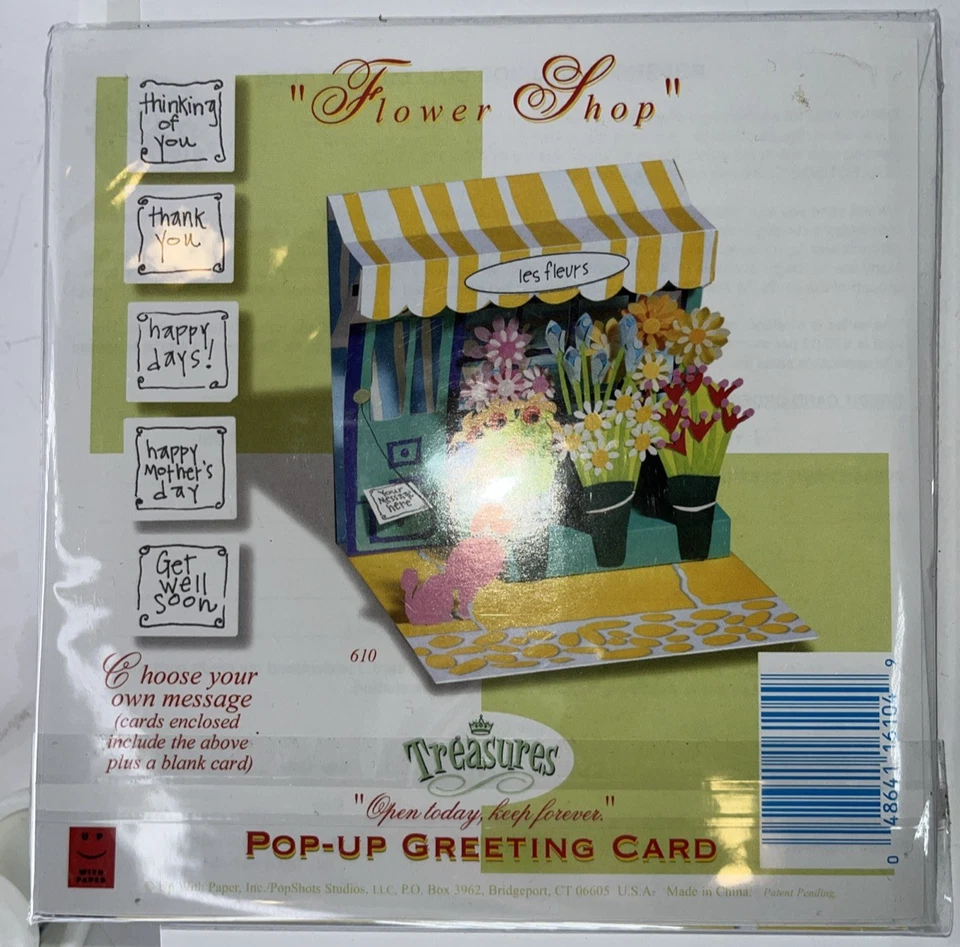 "Flower Shop"
thinking
of
you
thank
you
happy
days!
happy
Mother's
day
Get
well
soon
les fleurs
Your
Message
here
610
Choose your
own message
(cards enclosed
include the above
plus a blank card)
Treasures
"Open today, keep forever."
POP-UP GREETING CARD
UP
WITH
PAPER
© Up With Paper, Inc./PopShots Studios, LLC, P.O. Box 3962, Bridgeport, CT 06605 U.S.A. Made in China. Patent Pending.
0 48641 16104 9